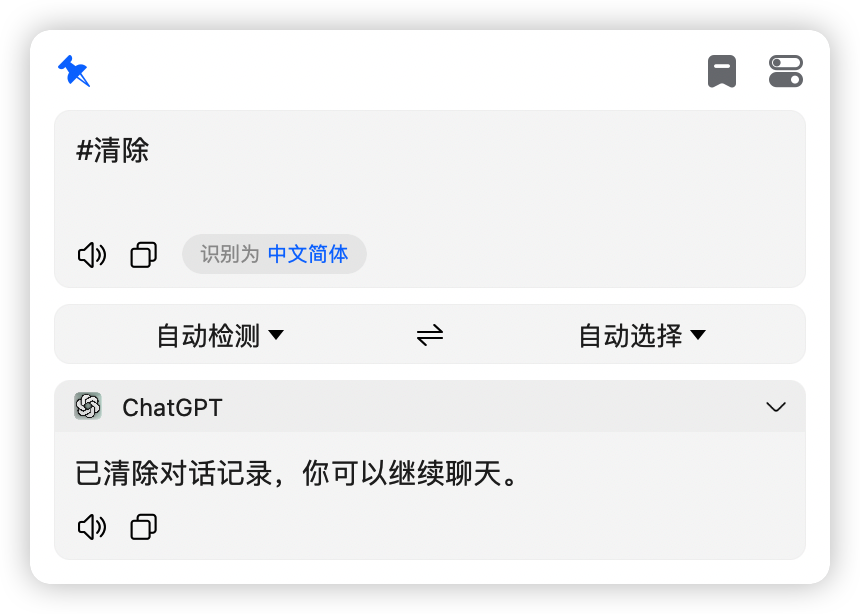 #清除
识别为 中文简体
自动检测
自动选择
ChatGPT
已清除对话记录，你可以继续聊天。